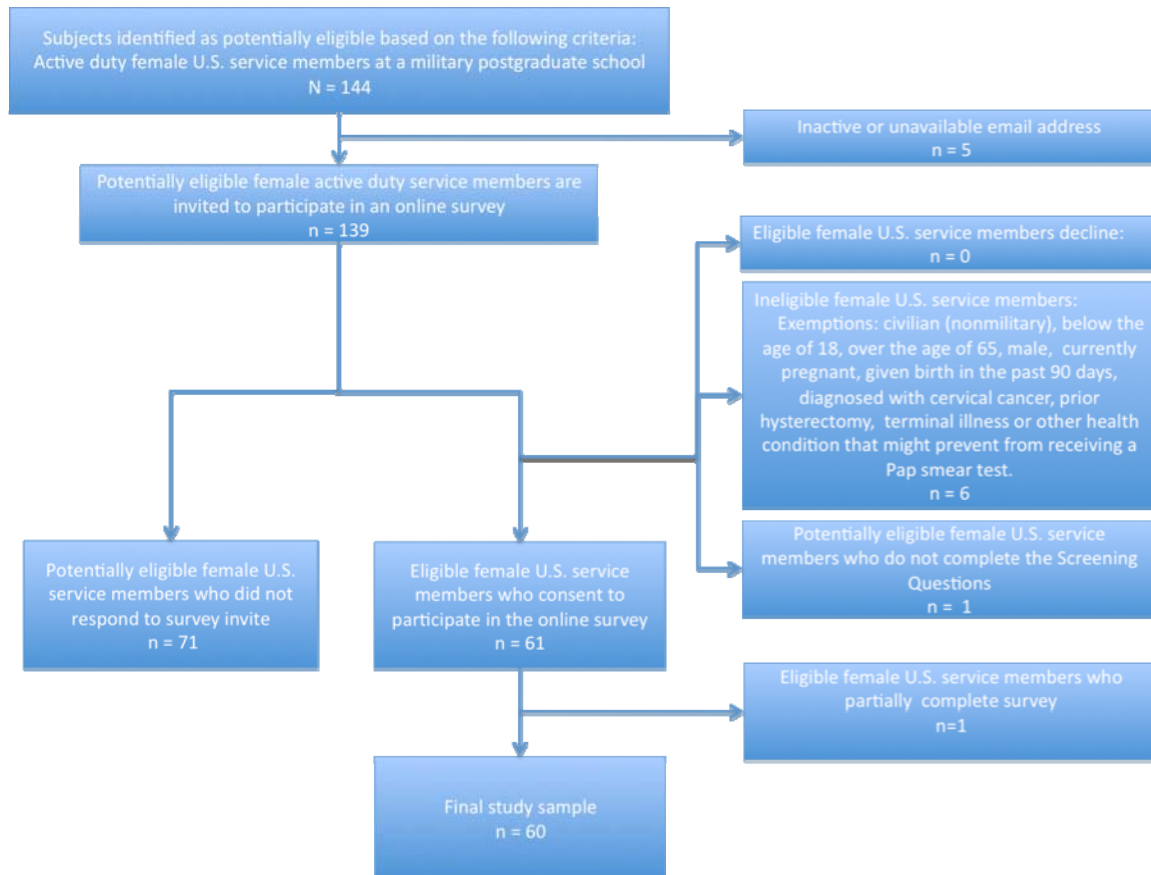 Subjects identified as potentially eligible based on the following criteria:
Active duty female U.S. service members at a military postgraduate school
N = 144
Inactive or unavailable email address
n = 5
Potentially eligible female active duty service members are
invited to participate in an online survey
n = 139
Eligible female U.S. service members decline:
n = 0
Ineligible female U.S. service members:
Exemptions: civilian (nonmilitary), below the
age of 18, over the age of 65, male, currently
pregnant, given birth in the past 90 days,
diagnosed with cervical cancer, prior
hysterectomy, terminal illness or other health
condition that might prevent from receiving a
Pap smear test.
n = 6
Potentially eligible female U.S. service
members who do not complete the Screening
Questions
n = 1
Potentially eligible female U.S.
service members who did not
respond to survey invite
n = 71
Eligible female U.S. service
members who consent to
participate in the online survey
n = 61
Eligible female U.S. service members who
partially complete survey
n=1
Final study sample
n = 60